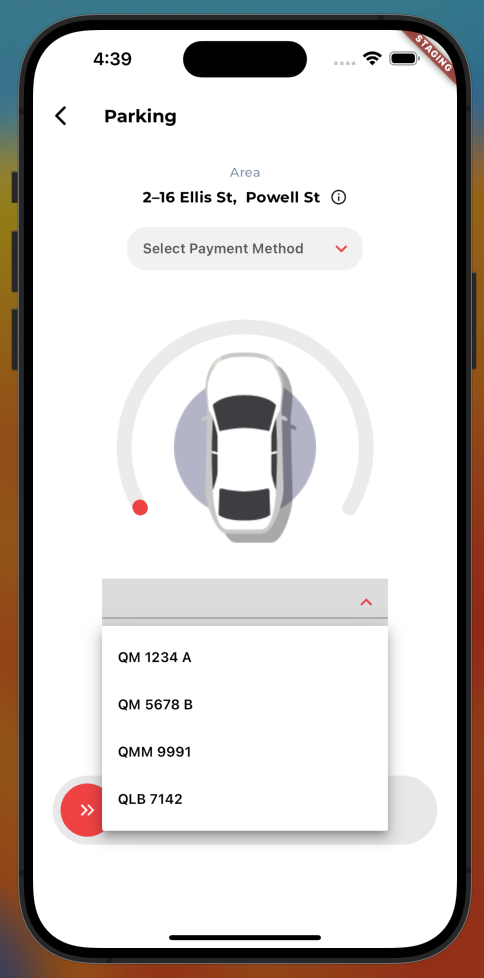 4:39
STAGING
Parking
Area
2–16 Ellis St,  Powell St
Select Payment Method
QM 1234 A
QM 5678 B
QMM 9991
QLB 7142